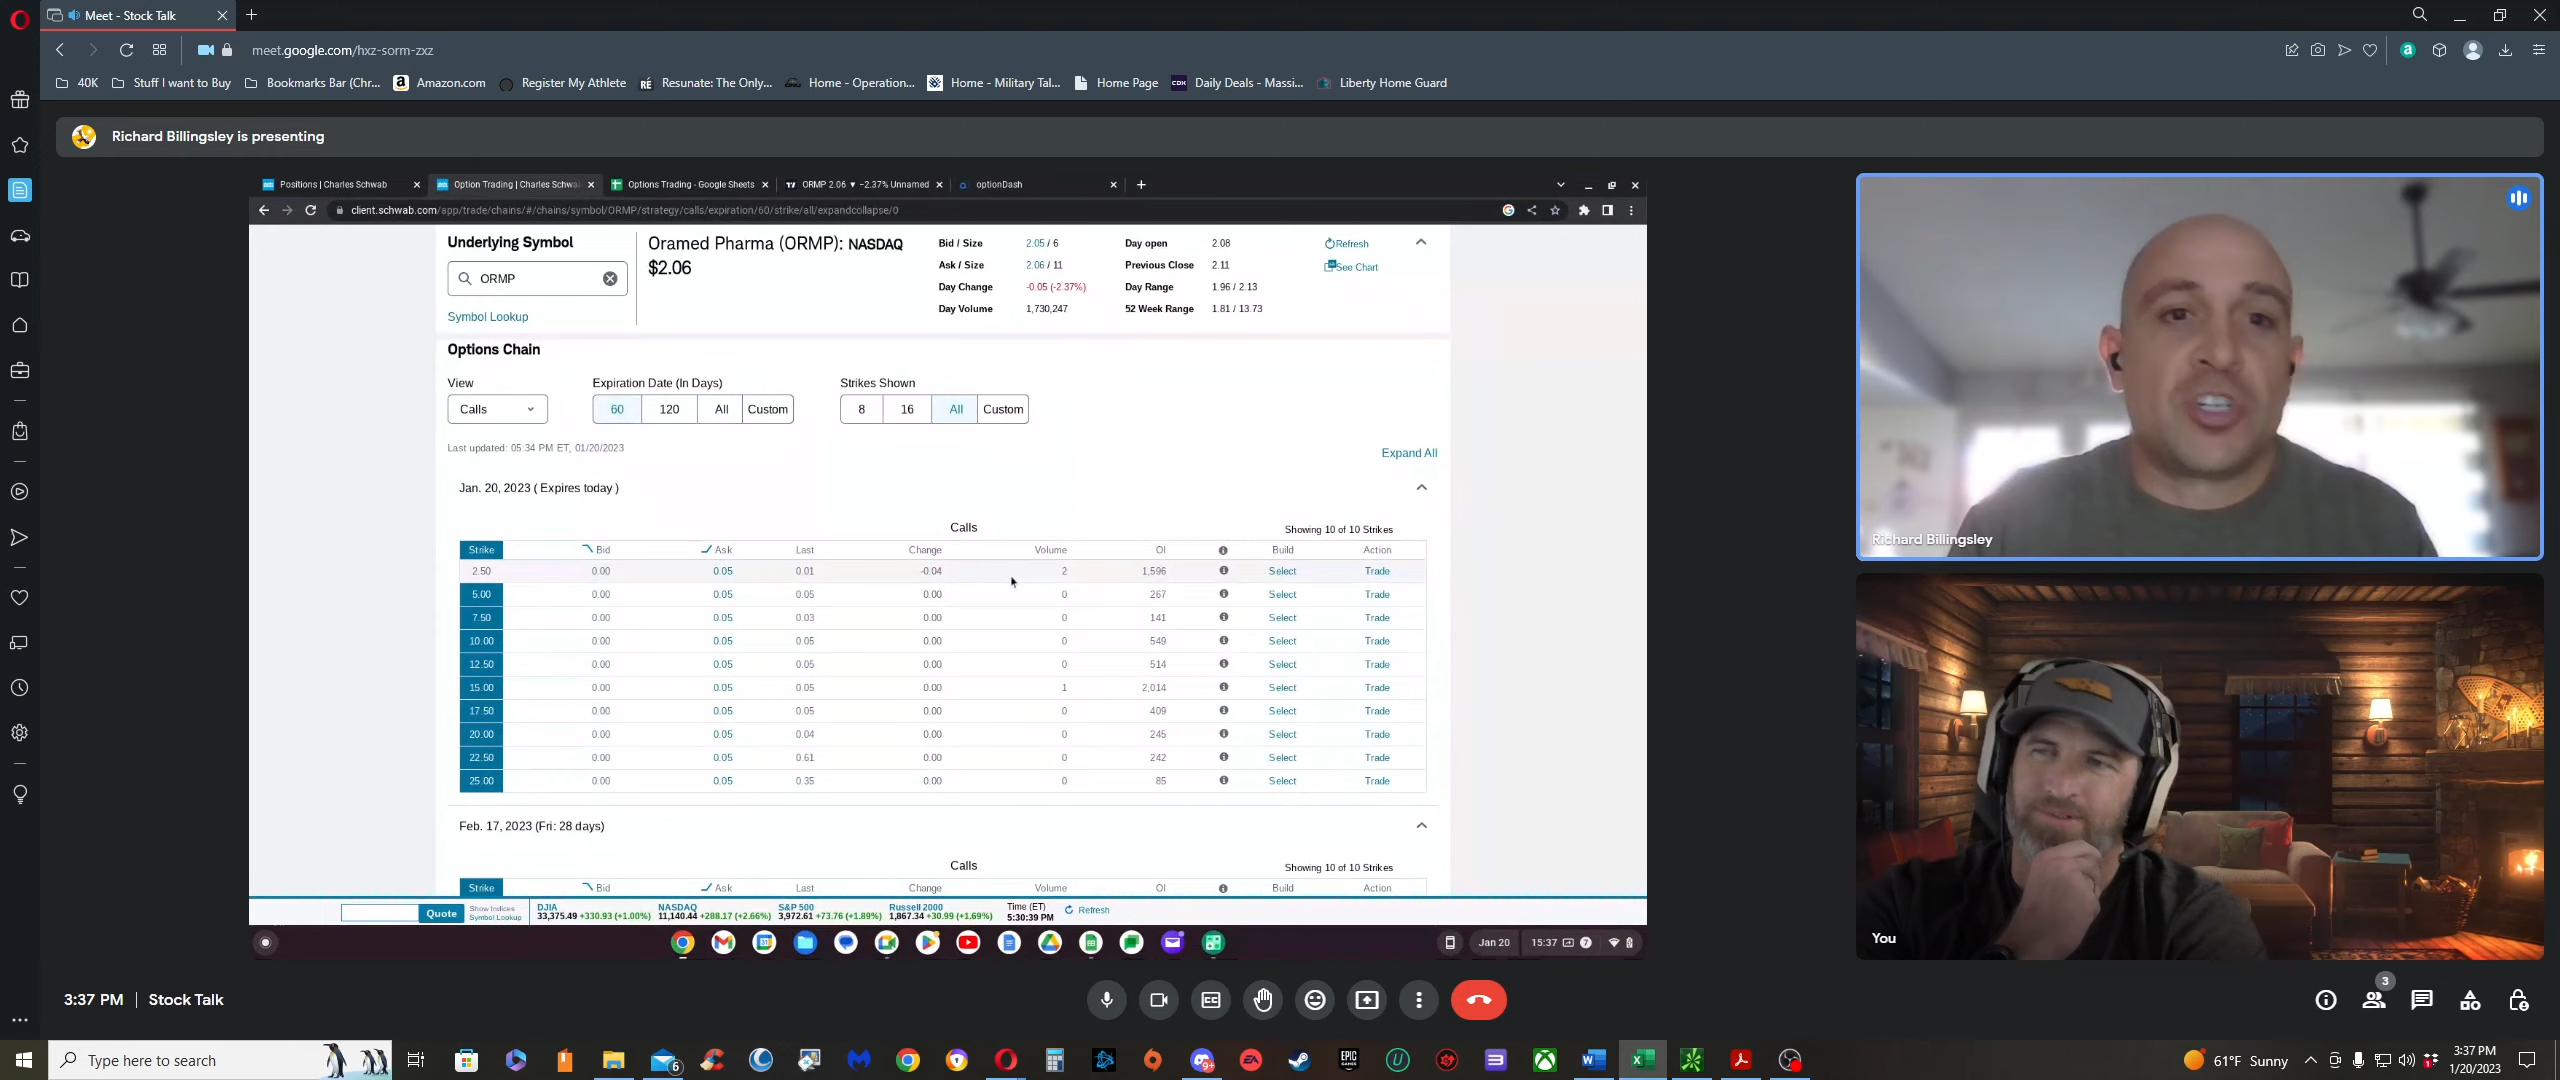 Meet - Stock Talk
meet.google.com/hxz-sorm-zxz
40K Stuff I want to Buy Bookmarks Bar (Chr... Amazon.com Register My Athlete RÉ Resunate: The Only... Home - Operation... Home - Military Tal... Home Page CDK Daily Deals - Massi... Liberty Home Guard
Richard Billingsley is presenting
Positions | Charles Schwab Option Trading | Charles Schwa Options Trading - Google Sheets ORMP 2.06 ▼ −2.37% Unnamed optionDash
client.schwab.com/app/trade/chains/#/chains/symbol/ORMP/strategy/calls/expiration/60/strike/all/expandcollapse/0
Underlying Symbol
ORMP
Symbol Lookup
Oramed Pharma (ORMP): NASDAQ
$2.06
Bid / Size 2.05 / 6 Day open 2.08 Refresh
Ask / Size 2.06 / 11 Previous Close 2.11 See Chart
Day Change -0.05 (-2.37%) Day Range 1.96 / 2.13
Day Volume 1,730,247 52 Week Range 1.81 / 13.73
Options Chain
View Expiration Date (In Days) Strikes Shown
Calls 60 120 All Custom 8 16 All Custom
Last updated: 05:34 PM ET, 01/20/2023
Expand All
Jan. 20, 2023 ( Expires today )
Calls Showing 10 of 10 Strikes
Strike Bid Ask Last Change Volume OI Build Action
2.50 0.00 0.05 0.01 -0.04 2 1,596 Select Trade
5.00 0.00 0.05 0.05 0.00 0 267 Select Trade
7.50 0.00 0.05 0.03 0.00 0 141 Select Trade
10.00 0.00 0.05 0.05 0.00 0 549 Select Trade
12.50 0.00 0.05 0.05 0.00 0 514 Select Trade
15.00 0.00 0.05 0.05 0.00 1 2,014 Select Trade
17.50 0.00 0.05 0.05 0.00 0 409 Select Trade
20.00 0.00 0.05 0.04 0.00 0 245 Select Trade
22.50 0.00 0.05 0.61 0.00 0 242 Select Trade
25.00 0.00 0.05 0.35 0.00 0 85 Select Trade
Feb. 17, 2023 (Fri: 28 days)
Calls Showing 10 of 10 Strikes
Strike Bid Ask Last Change Volume OI Build Action
Quote Show Indices DJIA NASDAQ S&P 500 Russell 2000 Time (ET) Refresh
Symbol Lookup 33,375.49 +330.93 (+1.00%) 11,140.44 +288.17 (+2.66%) 3,972.61 +73.76 (+1.89%) 1,867.34 +30.99 (+1.69%) 5:30:39 PM
Jan 20 15:37 7
Richard Billingsley
You
3:37 PM | Stock Talk
CC
3
Type here to search
6
9+
EA
EPIC GAMES
61°F Sunny
3:37 PM
1/20/2023